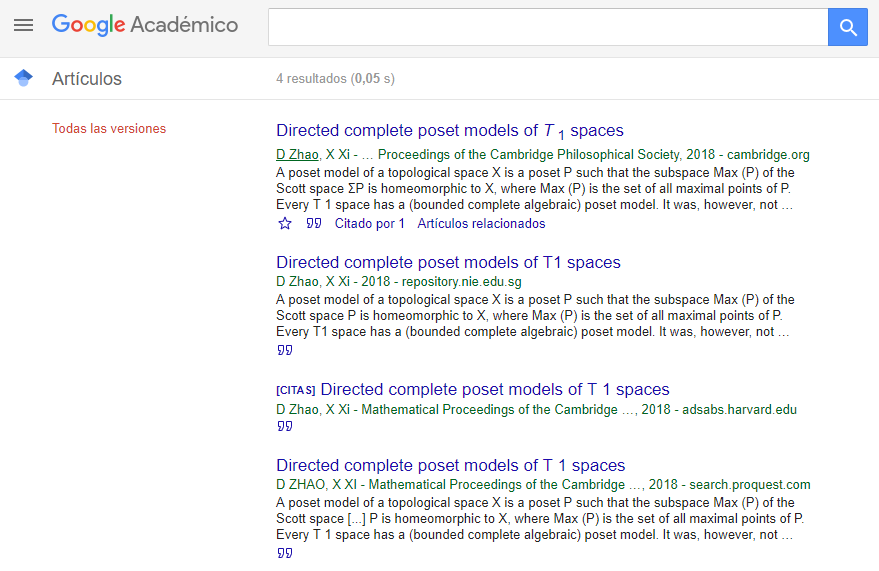 Google Académico
Artículos
4 resultados (0,05 s)
Todas las versiones
Directed complete poset models of T 1 spaces
D Zhao, X Xi - … Proceedings of the Cambridge Philosophical Society, 2018 - cambridge.org
A poset model of a topological space X is a poset P such that the subspace Max (P) of the
Scott space ΣP is homeomorphic to X, where Max (P) is the set of all maximal points of P.
Every T 1 space has a (bounded complete algebraic) poset model. It was, however, not …
Citado por 1 Artículos relacionados
Directed complete poset models of T1 spaces
D Zhao, X Xi - 2018 - repository.nie.edu.sg
A poset model of a topological space X is a poset P such that the subspace Max (P) of the
Scott space P is homeomorphic to X, where Max (P) is the set of all maximal points of P.
Every T1 space has a (bounded complete algebraic) poset model. It was, however, not …
[CITAS] Directed complete poset models of T 1 spaces
D Zhao, X Xi - Mathematical Proceedings of the Cambridge …, 2018 - adsabs.harvard.edu
Directed complete poset models of T 1 spaces
D ZHAO, X XI - Mathematical Proceedings of the Cambridge …, 2018 - search.proquest.com
A poset model of a topological space X is a poset P such that the subspace Max (P) of the
Scott space [...] P is homeomorphic to X, where Max (P) is the set of all maximal points of P.
Every T 1 space has a (bounded complete algebraic) poset model. It was, however, not …